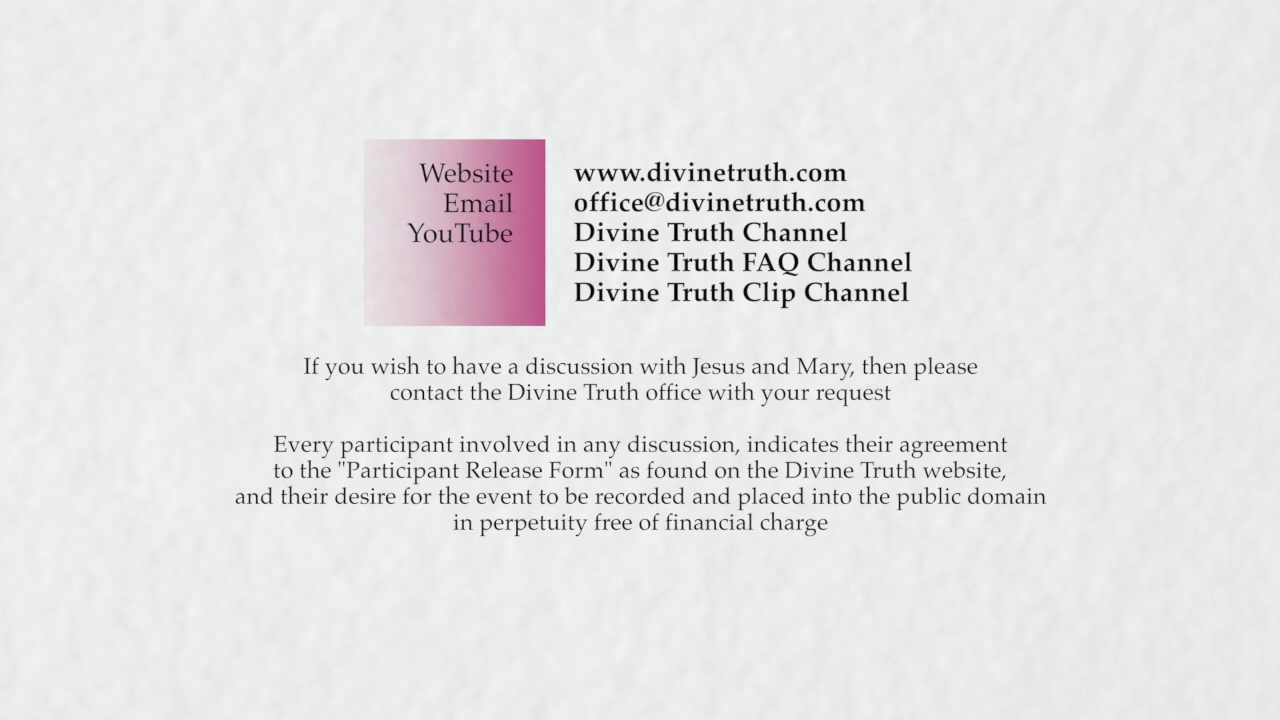 Website www.divinetruth.com
Email office@divinetruth.com
YouTube Divine Truth Channel
Divine Truth FAQ Channel
Divine Truth Clip Channel
If you wish to have a discussion with Jesus and Mary, then please
contact the Divine Truth office with your request
Every participant involved in any discussion, indicates their agreement
to the "Participant Release Form" as found on the Divine Truth website,
and their desire for the event to be recorded and placed into the public domain
in perpetuity free of financial charge